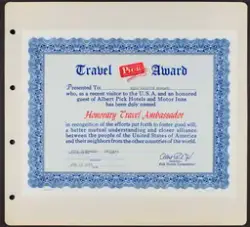 Travel Pick Award
Presented To:
who, as a recent visitor to the U.S.A. and an honored
guest of Albert Pick Hotels and Motor Inns
has been duly named
Honorary Travel Ambassador
in recognition of the efforts put forth to foster good will,
a better mutual understanding and closer alliance
between the people of the United States of America
and their neighbors from the other countries of the world.